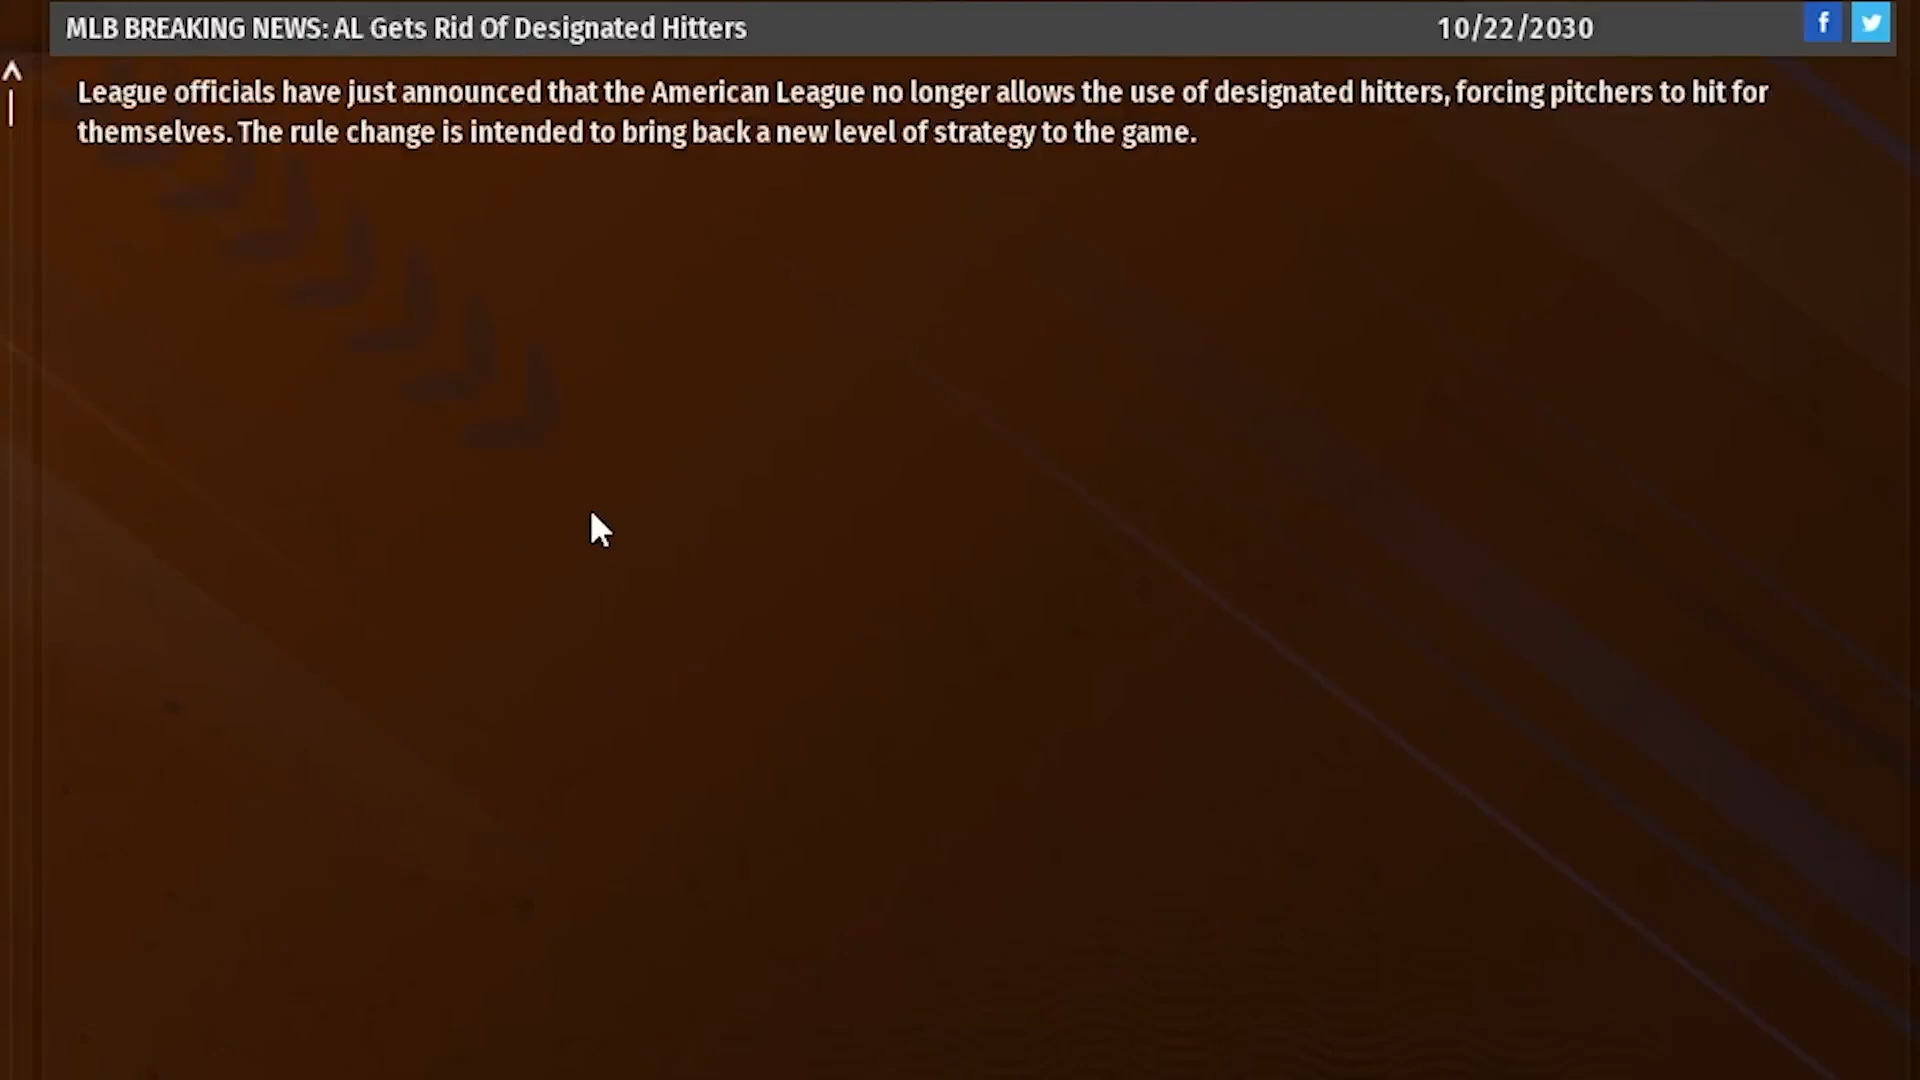 MLB BREAKING NEWS: AL Gets Rid Of Designated Hitters 10/22/2030
League officials have just announced that the American League no longer allows the use of designated hitters, forcing pitchers to hit for
themselves. The rule change is intended to bring back a new level of strategy to the game.